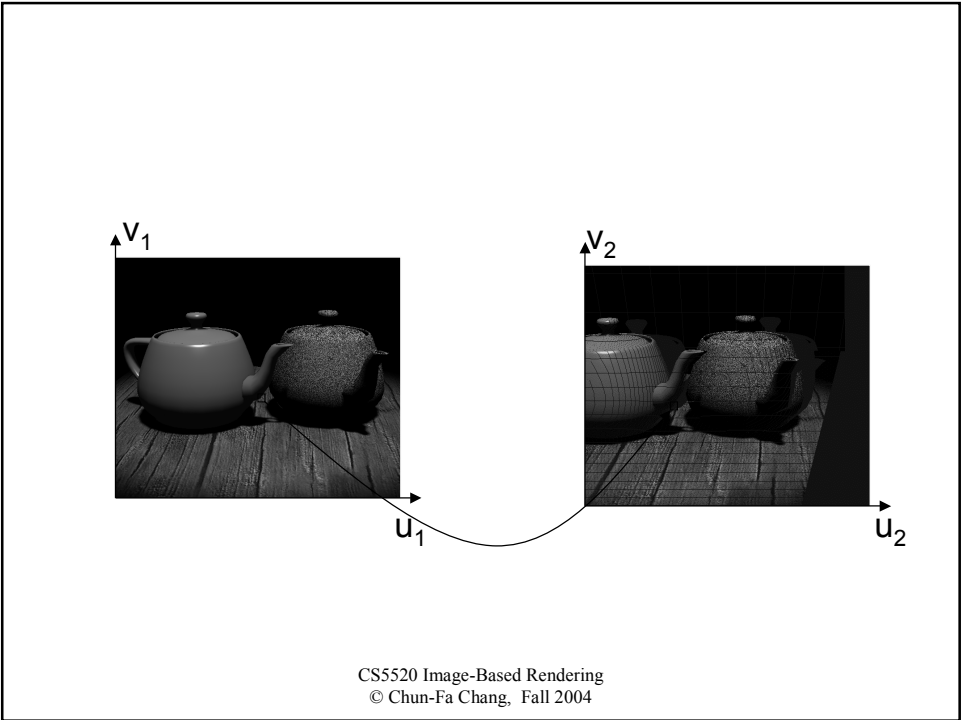 v₁
v₂
u₁
u₂
CS5520 Image-Based Rendering
© Chun-Fa Chang, Fall 2004